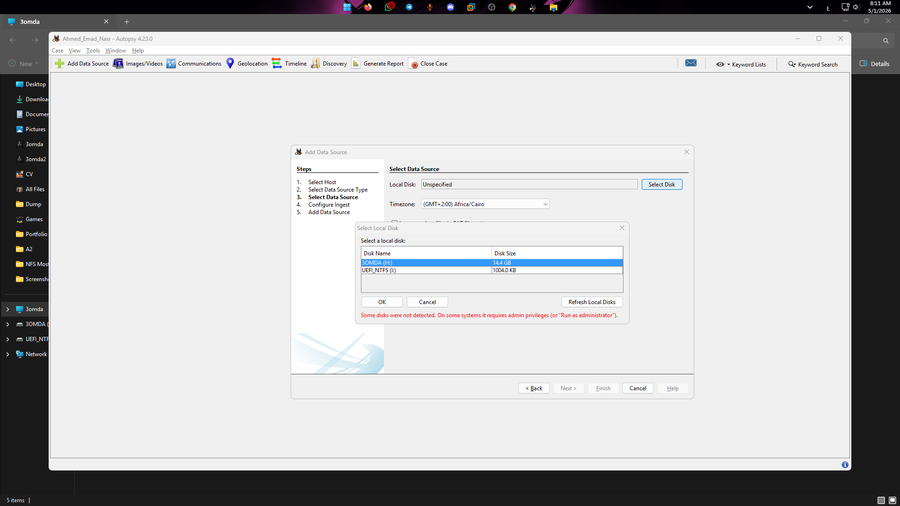 8:11 AM
5/1/2026
3omda
Ahmed_Emad_Nasr - Autopsy 4.23.0
Case View Tools Window Help
New
Details
Add Data Source Images/Videos Communications Geolocation Timeline Discovery Generate Report Close Case Keyword Lists Keyword Search
Desktop
Downloa
Documen
Pictures
3omda
3omda2
CV
All Files
Dump
Games
Portfolio
A2
NFS Most
Screensho
3omda
3OMDA (
UEFI_NTF
Network
Add Data Source
Steps
1. Select Host
2. Select Data Source Type
3. Select Data Source
4. Configure Ingest
5. Add Data Source
Select Data Source
Local Disk: Unspecified Select Disk
Timezone: (GMT+2:00) Africa/Cairo
Select Local Disk
Select a local disk:
Disk Name Disk Size
3OMDA (H:) 14.4 GB
UEFI_NTFS (I:) 1004.0 KB
OK Cancel Refresh Local Disks
Some disks were not detected. On some systems it requires admin privileges (or "Run as administrator").
< Back Next > Finish Cancel Help
5 items